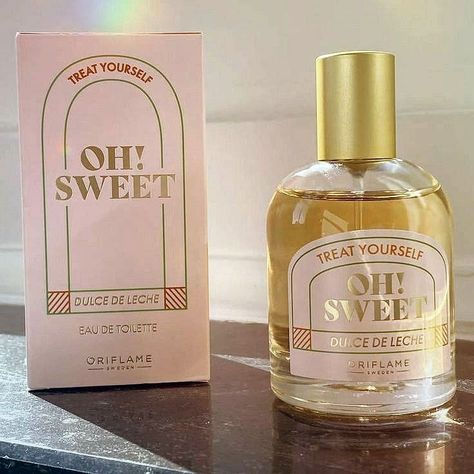 TREAT YOURSELF
OH!
SWEET
DULCE DE LECHE
EAU DE TOILETTE
ORIFLAME
SWEDEN
TREAT YOURSELF
OH!
SWEET
DULCE DE LECHE
ORIFLAME
SWEDEN